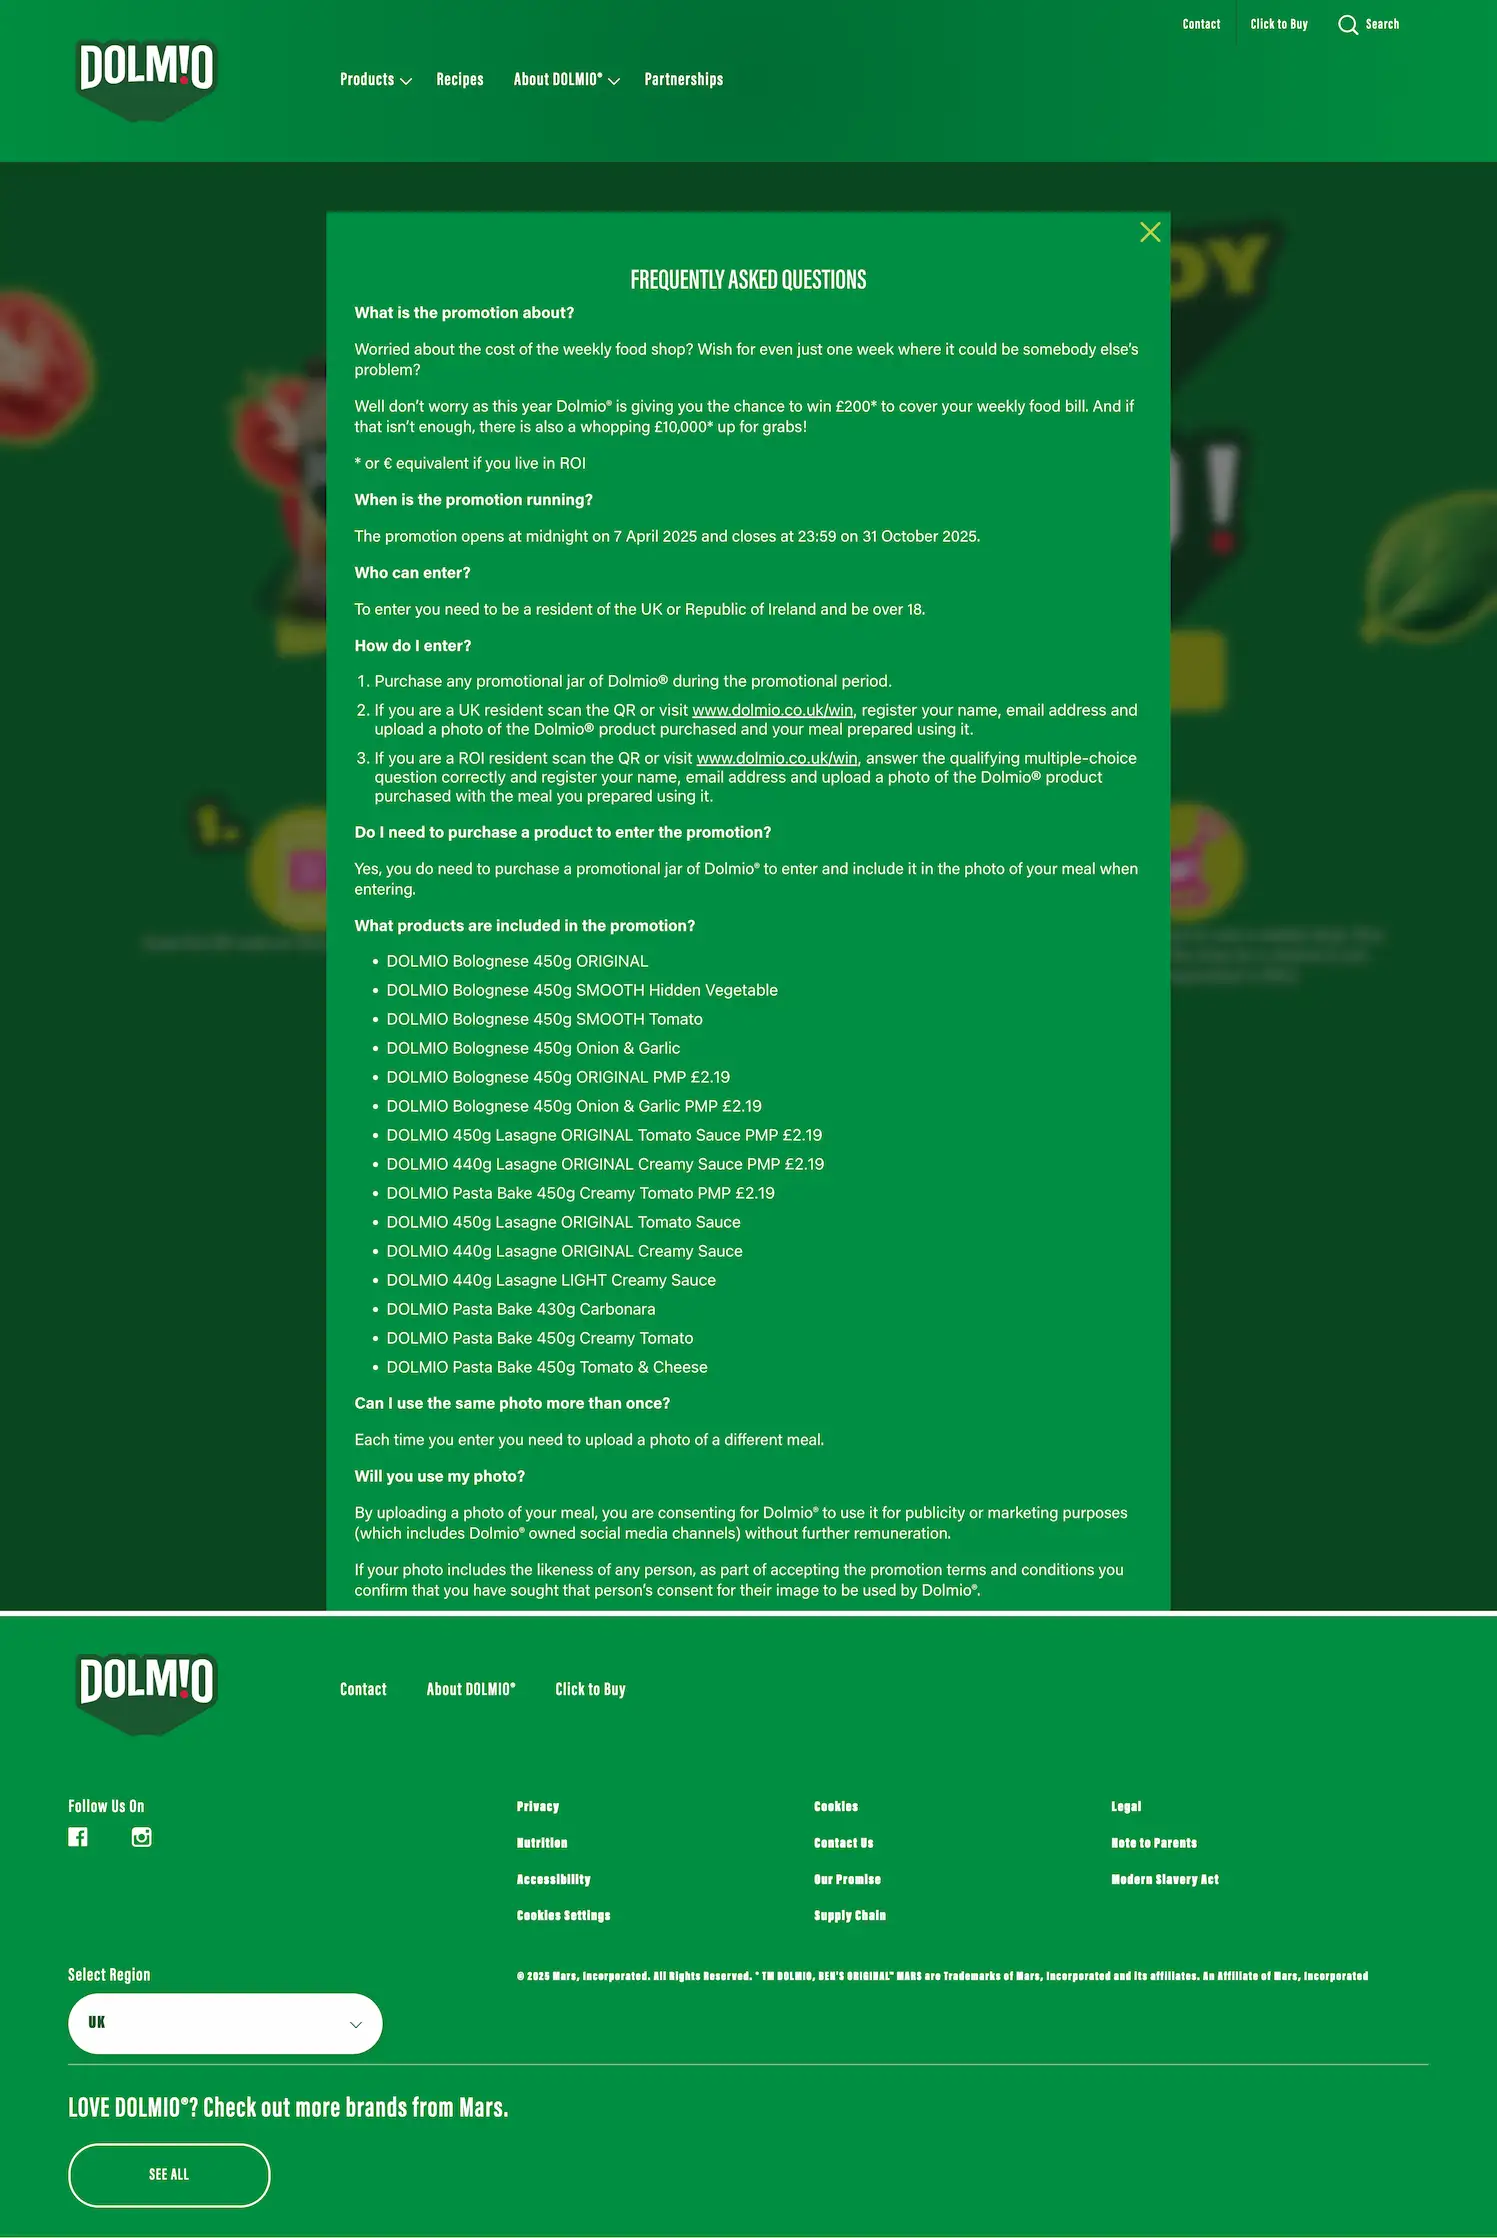 Contact
Click to Buy
Search
DOLM!O
Products
Recipes
About DOLMIO®
Partnerships
FREQUENTLY ASKED QUESTIONS
What is the promotion about?
Worried about the cost of the weekly food shop? Wish for even just one week where it could be somebody else's
problem?
Well don't worry as this year Dolmio® is giving you the chance to win £200* to cover your weekly food bill. And if
that isn't enough, there is also a whopping £10,000* up for grabs!
* or € equivalent if you live in ROI
When is the promotion running?
The promotion opens at midnight on 7 April 2025 and closes at 23:59 on 31 October 2025.
Who can enter?
To enter you need to be a resident of the UK or Republic of Ireland and be over 18.
How do I enter?
1. Purchase any promotional jar of Dolmio® during the promotional period.
2. If you are a UK resident scan the QR or visit www.dolmio.co.uk/win, register your name, email address and
upload a photo of the Dolmio® product purchased and your meal prepared using it.
3. If you are a ROI resident scan the QR or visit www.dolmio.co.uk/win, answer the qualifying multiple-choice
question correctly and register your name, email address and upload a photo of the Dolmio® product
purchased with the meal you prepared using it.
1.
Do I need to purchase a product to enter the promotion?
Yes, you do need to purchase a promotional jar of Dolmio® to enter and include it in the photo of your meal when
entering.
What products are included in the promotion?
• DOLMIO Bolognese 450g ORIGINAL
• DOLMIO Bolognese 450g SMOOTH Hidden Vegetable
• DOLMIO Bolognese 450g SMOOTH Tomato
• DOLMIO Bolognese 450g Onion & Garlic
• DOLMIO Bolognese 450g ORIGINAL PMP £2.19
• DOLMIO Bolognese 450g Onion & Garlic PMP £2.19
• DOLMIO 450g Lasagne ORIGINAL Tomato Sauce PMP £2.19
• DOLMIO 440g Lasagne ORIGINAL Creamy Sauce PMP £2.19
• DOLMIO Pasta Bake 450g Creamy Tomato PMP £2.19
• DOLMIO 450g Lasagne ORIGINAL Tomato Sauce
• DOLMIO 440g Lasagne ORIGINAL Creamy Sauce
• DOLMIO 440g Lasagne LIGHT Creamy Sauce
• DOLMIO Pasta Bake 430g Carbonara
• DOLMIO Pasta Bake 450g Creamy Tomato
• DOLMIO Pasta Bake 450g Tomato & Cheese
Can I use the same photo more than once?
Each time you enter you need to upload a photo of a different meal.
Will you use my photo?
By uploading a photo of your meal, you are consenting for Dolmio® to use it for publicity or marketing purposes
(which includes Dolmio® owned social media channels) without further remuneration.
If your photo includes the likeness of any person, as part of accepting the promotion terms and conditions you
confirm that you have sought that person's consent for their image to be used by Dolmio®.
DOLM!O
Contact
About DOLMIO®
Click to Buy
Follow Us On
Privacy
Nutrition
Accessibility
Cookies Settings
Cookies
Contact Us
Our Promise
Supply Chain
Legal
Note to Parents
Modern Slavery Act
Select Region
UK
© 2025 Mars, Incorporated. All Rights Reserved. ® TM DOLMIO, BEN'S ORIGINAL™ MARS are Trademarks of Mars, Incorporated and its affiliates. An Affiliate of Mars, Incorporated
LOVE DOLMIO®? Check out more brands from Mars.
SEE ALL